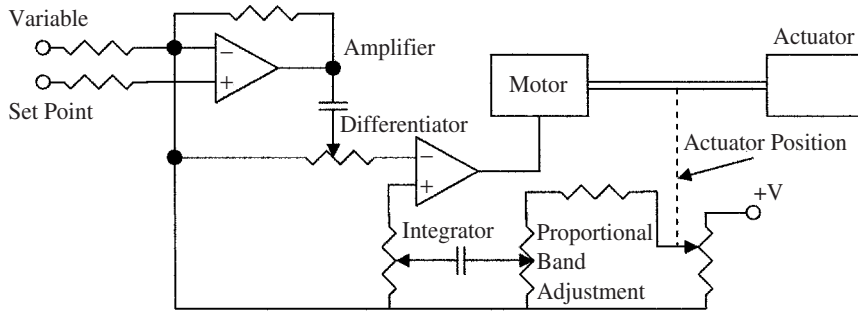 Variable
Amplifier
Actuator
Motor
−
+
Set Point
Differentiator
Actuator Position
−
+
+V
Integrator
Proportional
Band
Adjustment